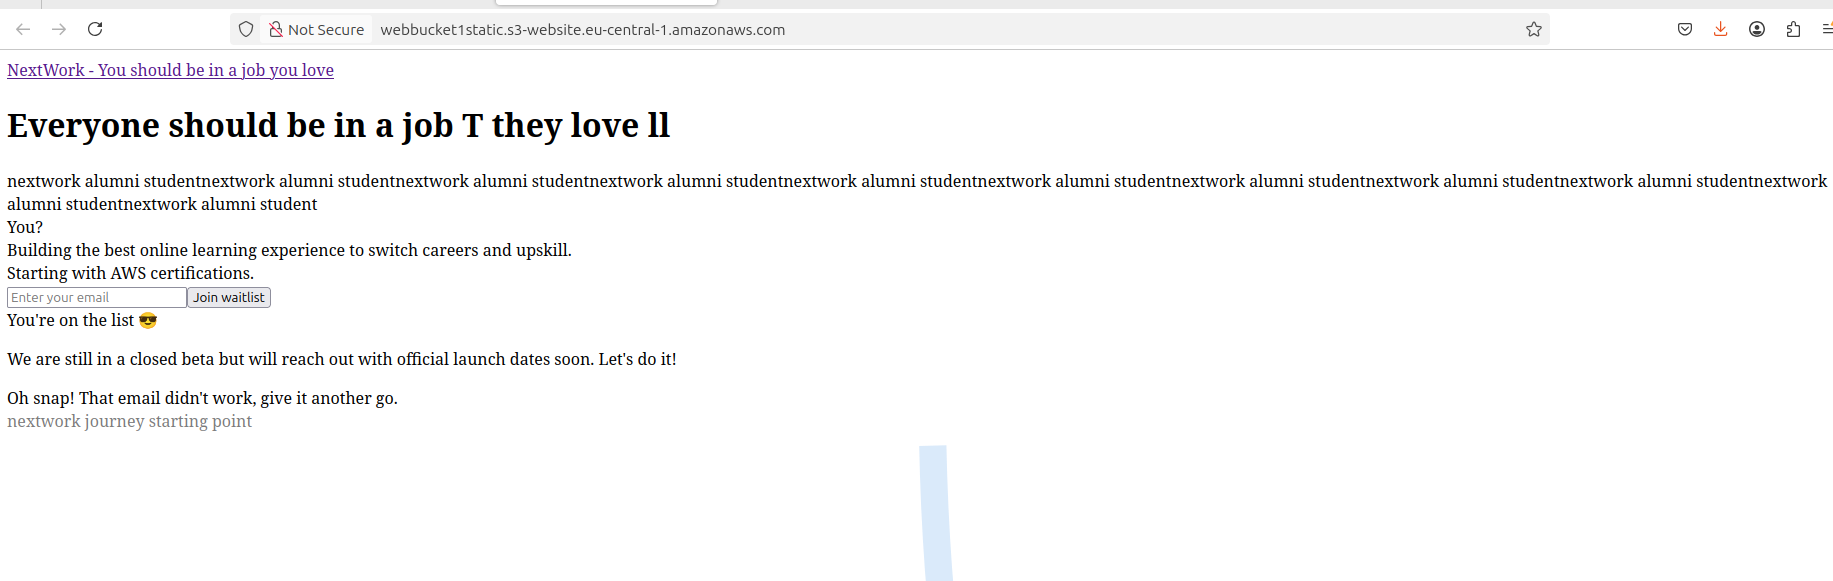 Not Secure webbucket1static.s3-website.eu-central-1.amazonaws.com
NextWork - You should be in a job you love
Everyone should be in a job T they love ll
nextwork alumni studentnextwork alumni studentnextwork alumni studentnextwork alumni studentnextwork alumni studentnextwork alumni studentnextwork alumni studentnextwork alumni studentnextwork alumni studentnextwork
alumni studentnextwork alumni student
You?
Building the best online learning experience to switch careers and upskill.
Starting with AWS certifications.
Enter your email Join waitlist
You're on the list 😎
We are still in a closed beta but will reach out with official launch dates soon. Let's do it!
Oh snap! That email didn't work, give it another go.
nextwork journey starting point